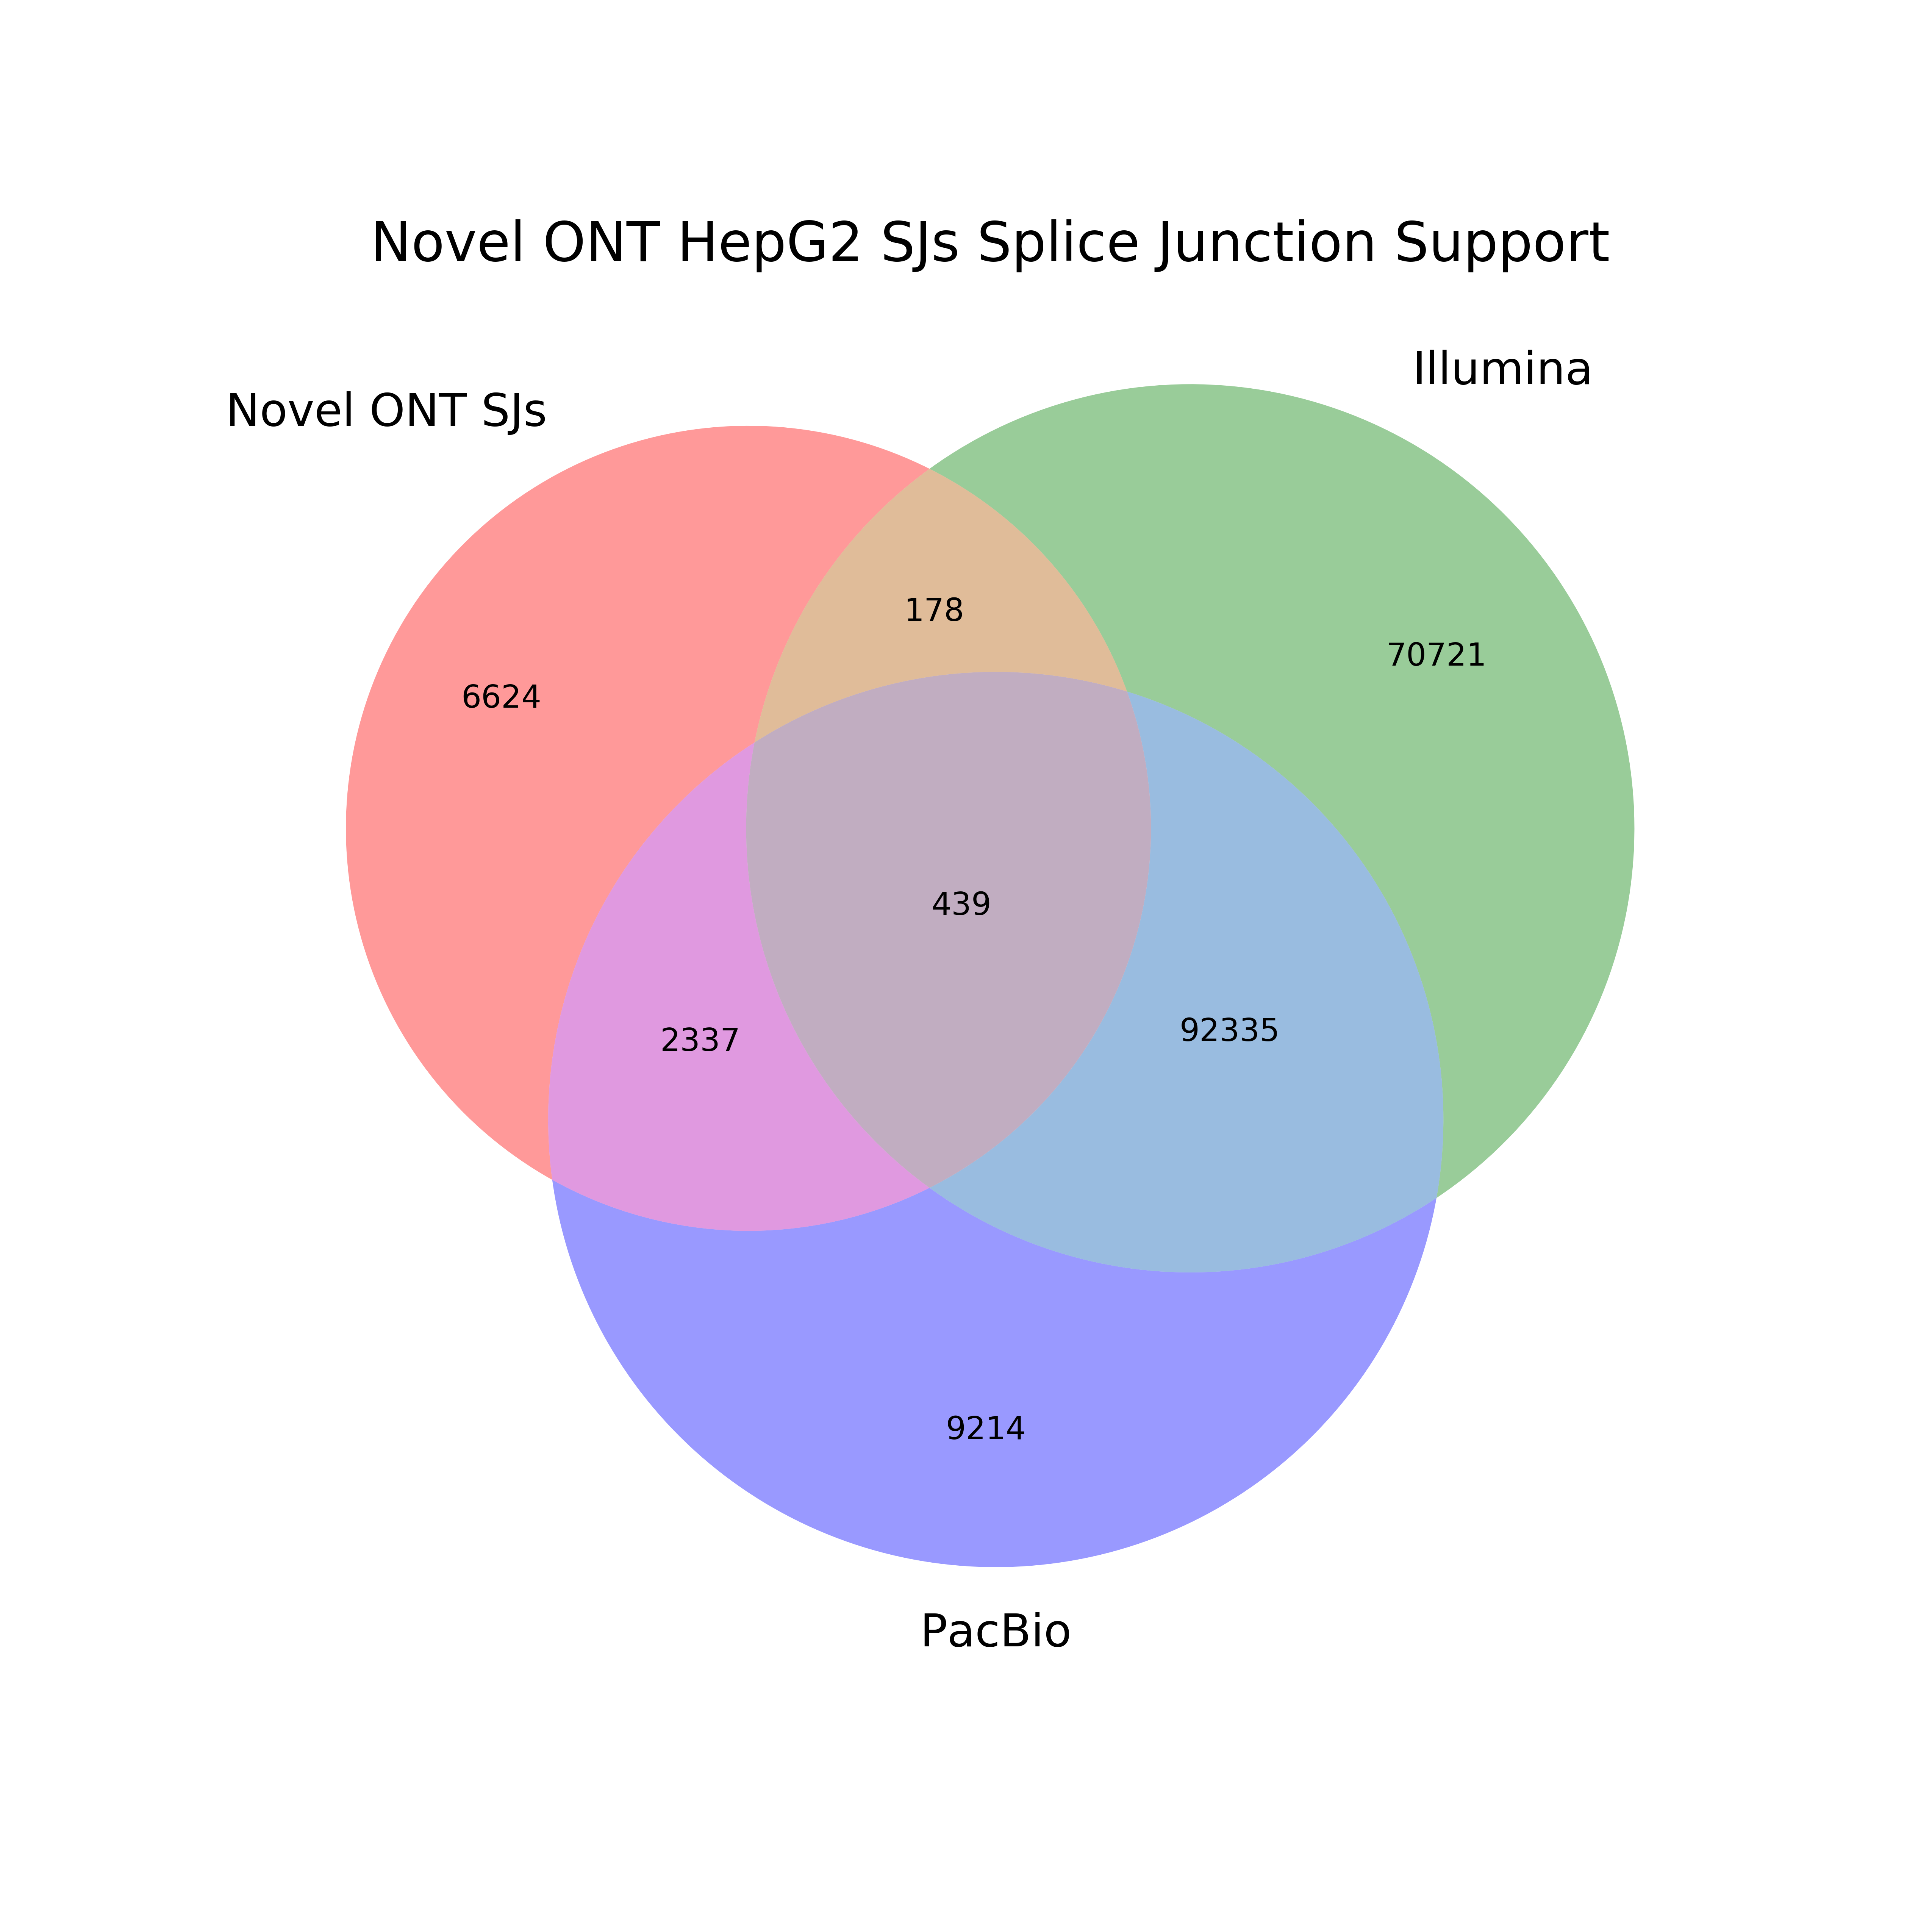 Novel ONT HepG2 SJs Splice Junction Support
Illumina
Novel ONT SJs
178
70721
6624
439
92335
2337
9214
PacBio